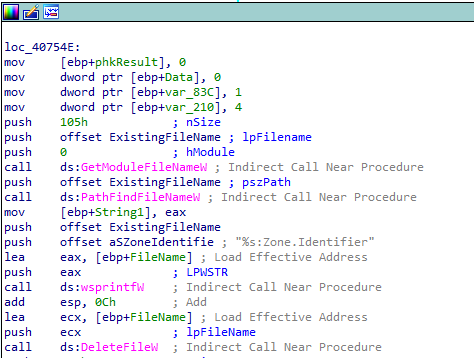 loc_40754E:
mov [ebp+phkResult], 0
mov dword ptr [ebp+Data], 0
mov dword ptr [ebp+var_83C], 1
mov dword ptr [ebp+var_210], 4
push 105h ; nSize
push offset ExistingFileName ; lpFilename
push 0 ; hModule
call ds:GetModuleFileNameW ; Indirect Call Near Procedure
push offset ExistingFileName ; pszPath
call ds:PathFindFileNameW ; Indirect Call Near Procedure
mov [ebp+String1], eax
push offset ExistingFileName
push offset aSZoneIdentifie ; "%s:Zone.Identifier"
lea eax, [ebp+FileName] ; Load Effective Address
push eax ; LPWSTR
call ds:wsprintfW ; Indirect Call Near Procedure
add esp, 0Ch ; Add
lea ecx, [ebp+FileName] ; Load Effective Address
push ecx ; lpFileName
call ds:DeleteFileW ; Indirect Call Near Procedure